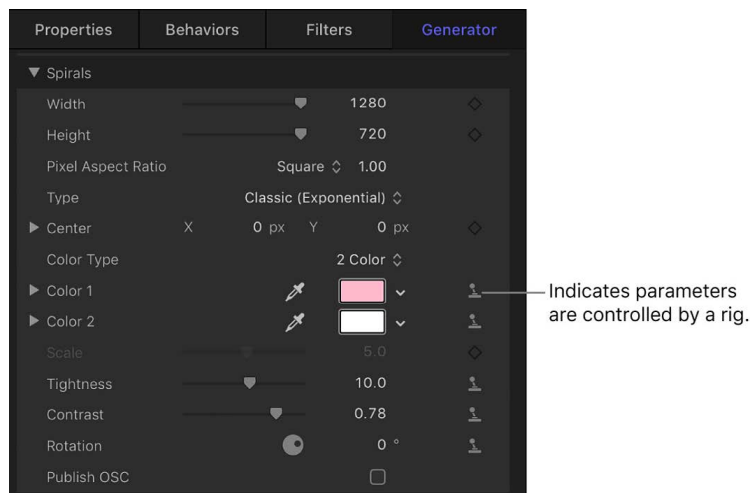 Properties Behaviors Filters Generator
Spirals
Width 1280
Height 720
Pixel Aspect Ratio Square 1.00
Type Classic (Exponential)
Center X 0 px Y 0 px
Color Type 2 Color
Color 1
Indicates parameters
are controlled by a rig.
Color 2
Scale 5.0
Tightness 10.0
Contrast 0.78
Rotation 0 °
Publish OSC